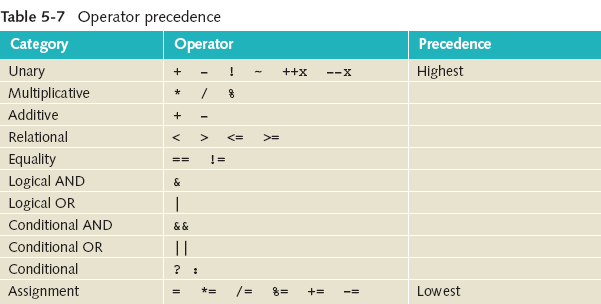 Table 5-7 Operator precedence
Category Operator Precedence
Unary + - ! ~ ++x --x Highest
Multiplicative * / %
Additive + -
Relational < > <= >=
Equality == !=
Logical AND &
Logical OR |
Conditional AND &&
Conditional OR ||
Conditional ? :
Assignment = *= /= %= += -= Lowest